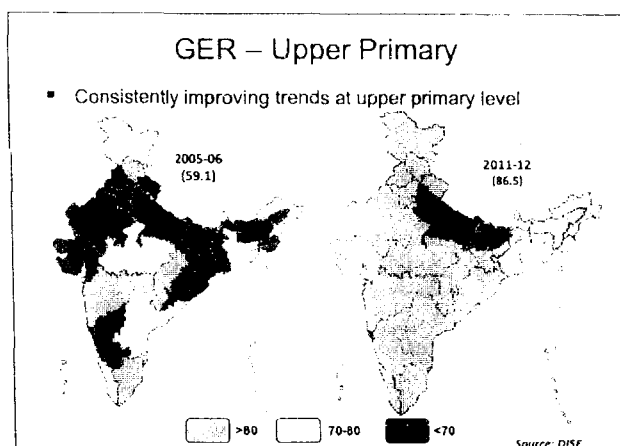 GER – Upper Primary
▪ Consistently improving trends at upper primary level
2005-06
(59.1)
2011-12
(86.5)
>80
70-80
<70
Source: DISE